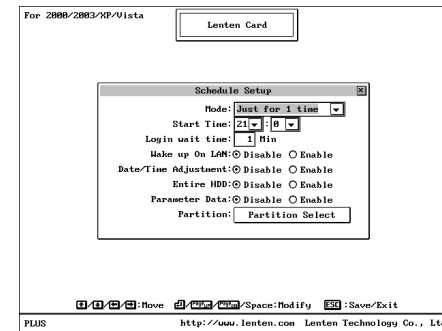 For 2000/2003/XP/Vista
Lenten Card
Schedule Setup
Mode: Just for 1 time
Start Time: 21 : 0
Login wait time: 1 Min
Wake up On LAN: Disable Enable
Date/Time Adjustment: Disable Enable
Entire HDD: Disable Enable
Parameter Data: Disable Enable
Partition: Partition Select
/ / / :Move / / /Space:Modify ESC :Save/Exit
PLUS http://www.lenten.com Lenten Technology Co., Lt